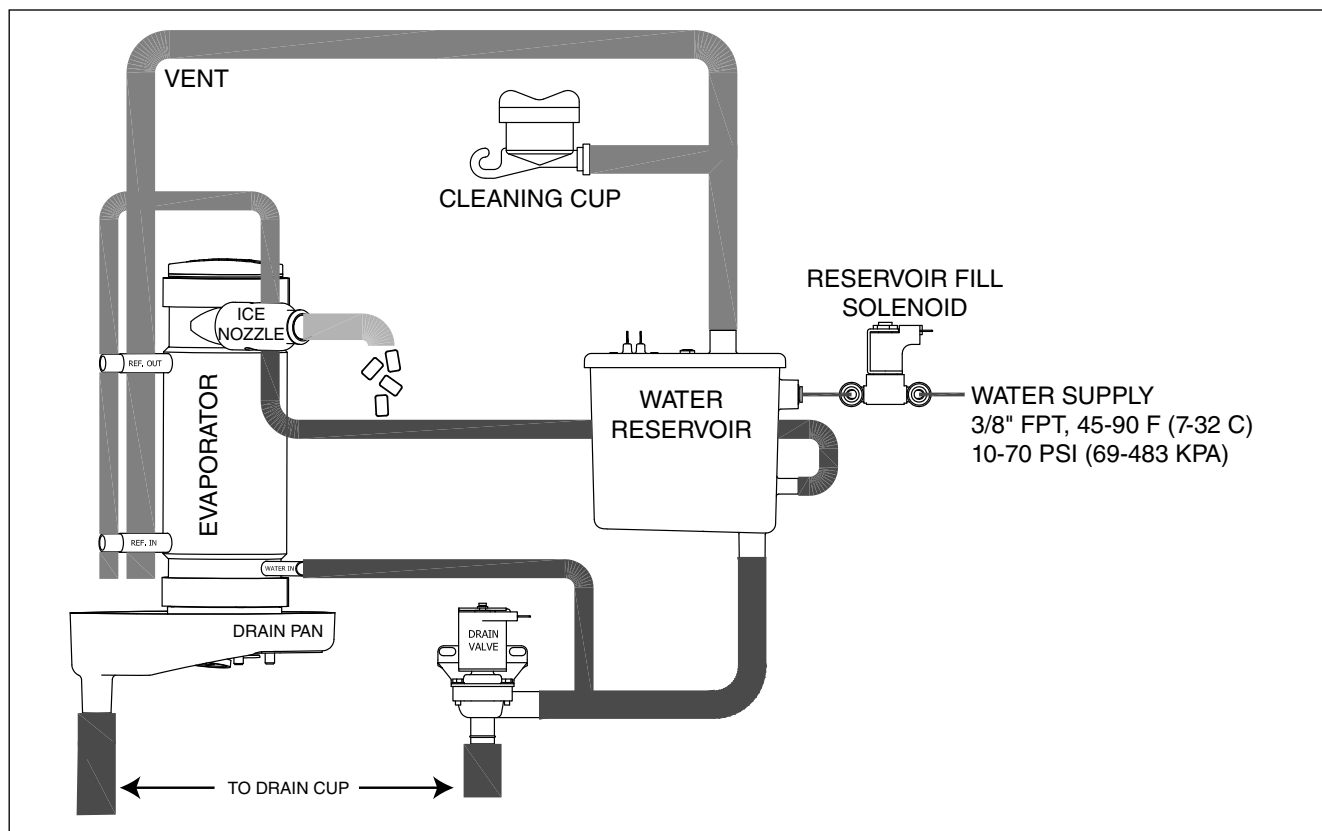 VENT
CLEANING CUP
RESERVOIR FILL
SOLENOID
ICE
NOZZLE
REF. OUT
EVAPORATOR
WATER
RESERVOIR
WATER SUPPLY
3/8" FPT, 45-90 F (7-32 C)
10-70 PSI (69-483 KPA)
REF. IN
WATER IN
DRAIN PAN
DRAIN
VALVE
TO DRAIN CUP